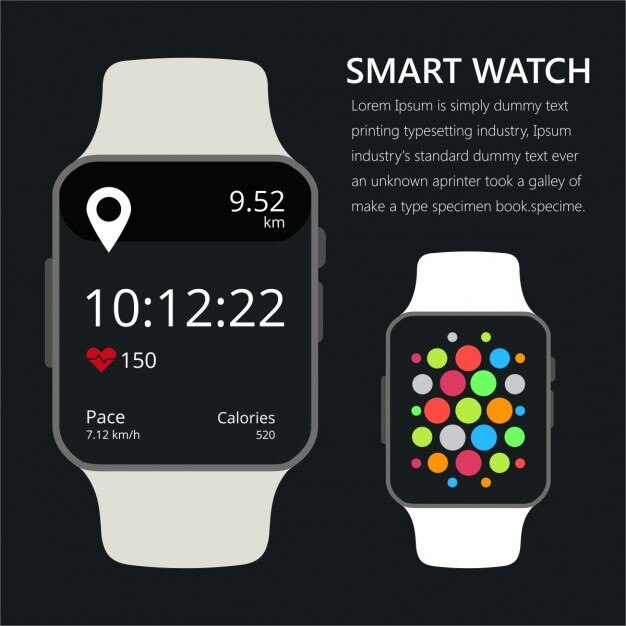 SMART WATCH
Lorem Ipsum is simply dummy text
printing typesetting industry, Ipsum
industry's standard dummy text ever
an unknown aprinter took a galley of
make a type specimen book.specime.
9.52
km
10:12:22
150
Pace
7.12 km/h
Calories
520